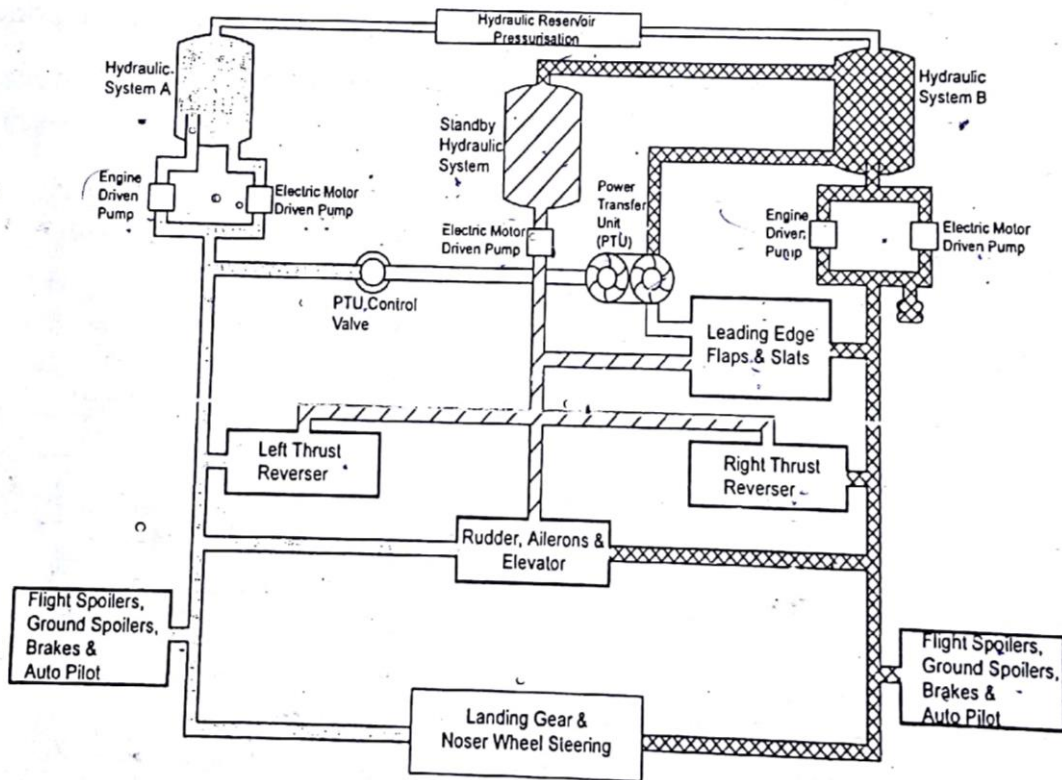 Hydraulic Reservoir
Pressurisation
Hydraulic
System A
Standby
Hydraulic
System
Hydraulic
System B
Engine
Driven
Pump
Electric Motor
Driven Pump
Electric Motor
Driven Pump
Power
Transfer
Unit
(PTU)
Engine
Driver.
Pump
Electric Motor
Driven Pump
PTU,Control
Valve
Leading Edge
Flaps & Slats
Left Thrust
Reverser
Right Thrust
Reverser
Rudder, Ailerons &
Elevator
Flight Spoilers,
Ground Spoilers,
Brakes &
Auto Pilot
Flight Spoilers,
Ground Spoilers,
Brakes &
Auto Pilot
Landing Gear &
Noser Wheel Steering